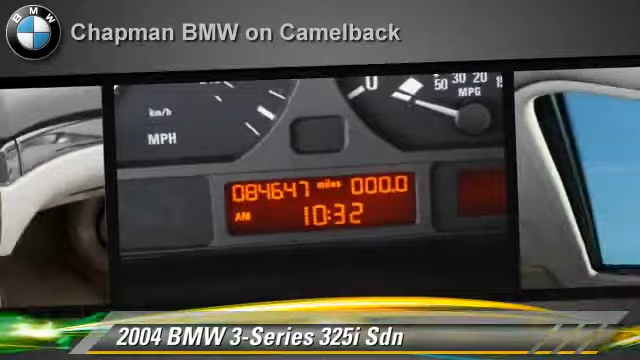 BMW
Chapman BMW on Camelback
km/h
MPH
0
50 30 20
MPG
084647 miles 000.0
AM 10:32
2004 BMW 3-Series 325i Sdn